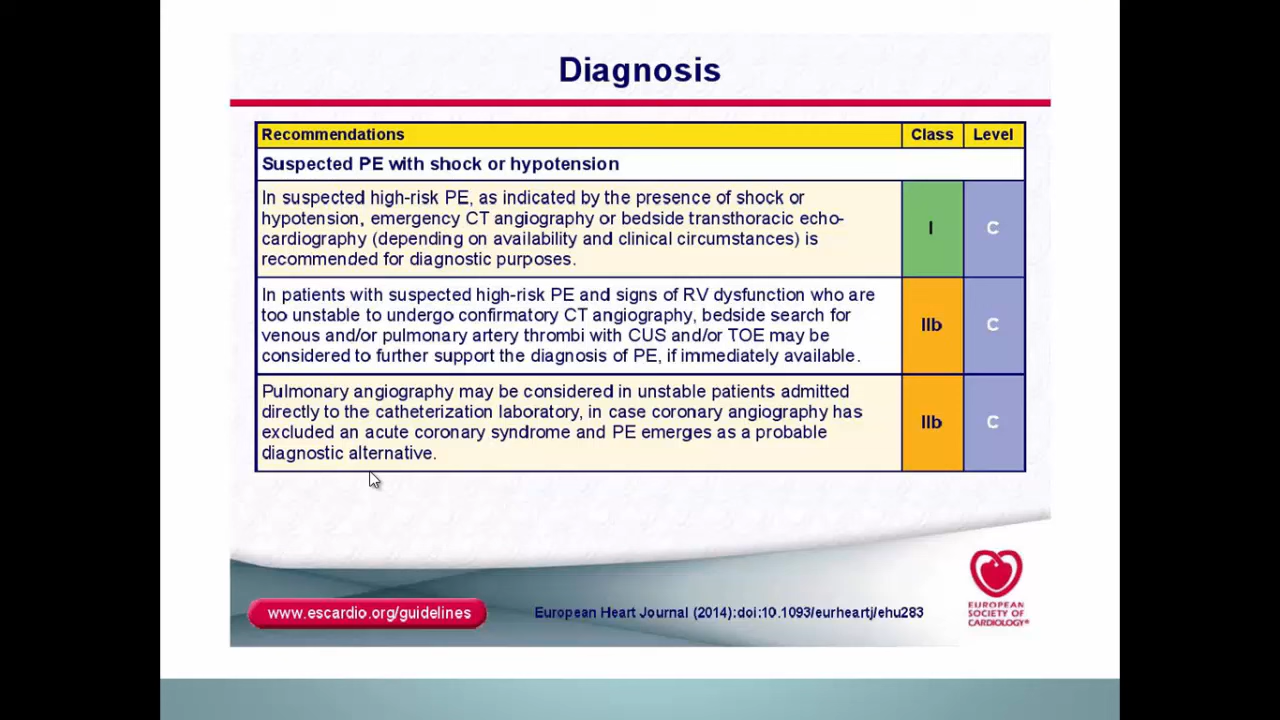 Diagnosis
Recommendations Class Level
Suspected PE with shock or hypotension
In suspected high-risk PE, as indicated by the presence of shock or
hypotension, emergency CT angiography or bedside transthoracic echo-
cardiography (depending on availability and clinical circumstances) is
recommended for diagnostic purposes.
I C
In patients with suspected high-risk PE and signs of RV dysfunction who are
too unstable to undergo confirmatory CT angiography, bedside search for
venous and/or pulmonary artery thrombi with CUS and/or TOE may be
considered to further support the diagnosis of PE, if immediately available.
IIb C
Pulmonary angiography may be considered in unstable patients admitted
directly to the catheterization laboratory, in case coronary angiography has
excluded an acute coronary syndrome and PE emerges as a probable
diagnostic alternative.
IIb C
www.escardio.org/guidelines
European Heart Journal (2014):doi:10.1093/eurheartj/ehu283
EUROPEAN
SOCIETY OF
CARDIOLOGY®